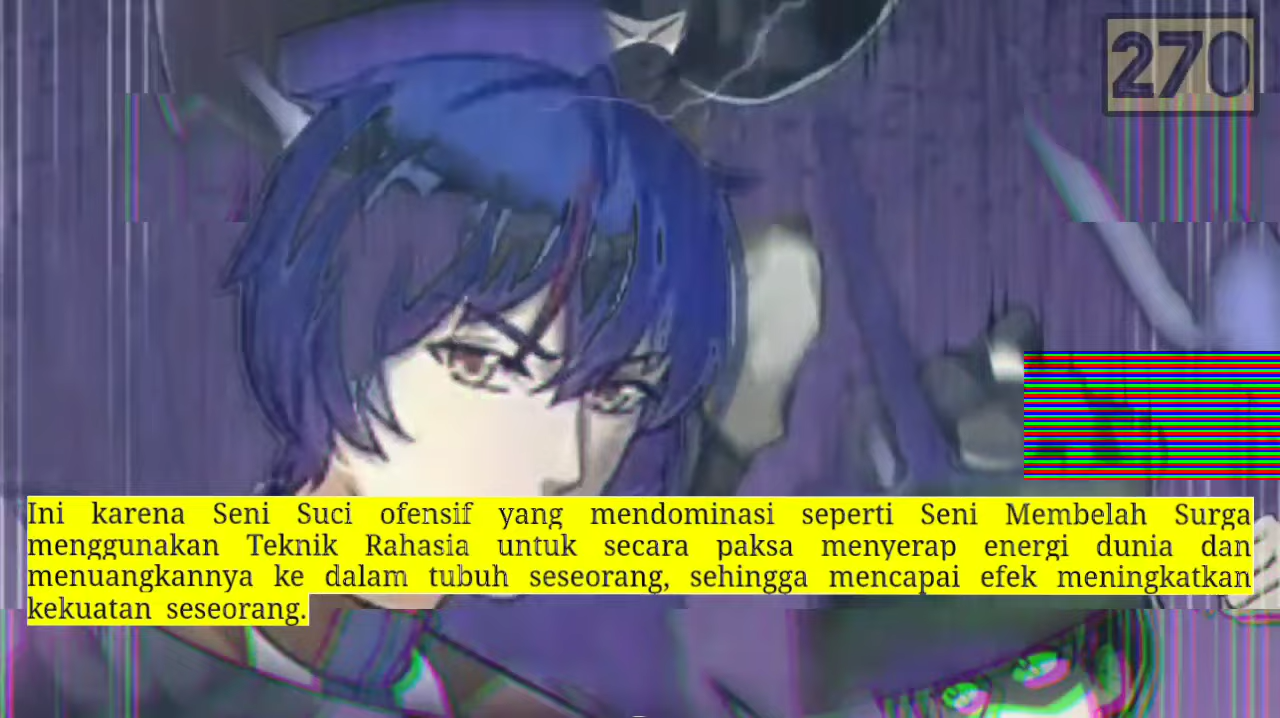 270
Ini karena Seni Suci ofensif yang mendominasi seperti Seni Membelah Surga
menggunakan Teknik Rahasia untuk secara paksa menyerap energi dunia dan
menuangkannya ke dalam tubuh seseorang, sehingga mencapai efek meningkatkan
kekuatan seseorang.